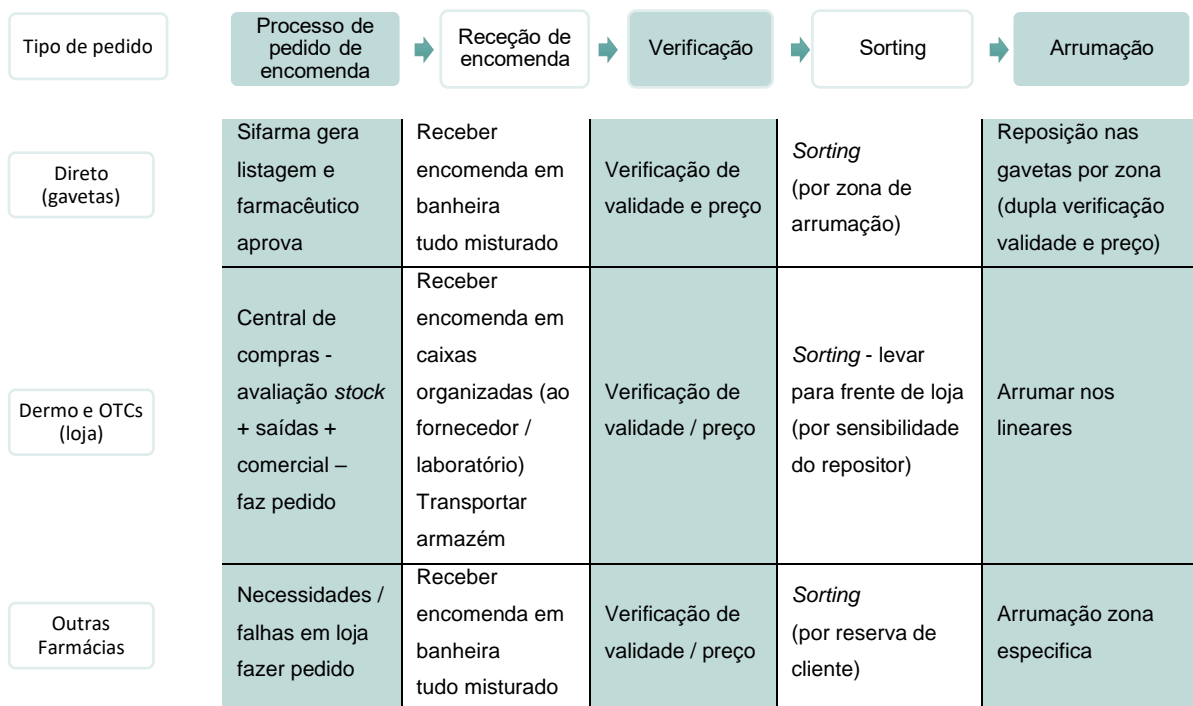 Tipo de pedido
Processo de
pedido de
encomenda
Receção de
encomenda
Verificação
Sorting
Arrumação
Direto
(gavetas)
Sifarma gera
listagem e
farmacêutico
aprova
Receber
encomenda em
banheira
tudo misturado
Verificação de
validade e preço
Sorting
(por zona de
arrumação)
Reposição nas
gavetas por zona
(dupla verificação
validade e preço)
Dermo e OTCs
(loja)
Central de
compras -
avaliação stock
+ saídas +
comercial –
faz pedido
Receber
encomenda em
caixas
organizadas (ao
fornecedor /
laboratório)
Transportar
armazém
Verificação de
validade / preço
Sorting - levar
para frente de loja
(por sensibilidade
do repositor)
Arrumar nos
lineares
Outras
Farmácias
Necessidades /
falhas em loja
fazer pedido
Receber
encomenda em
banheira
tudo misturado
Verificação de
validade / preço
Sorting
(por reserva de
cliente)
Arrumação zona
especifica